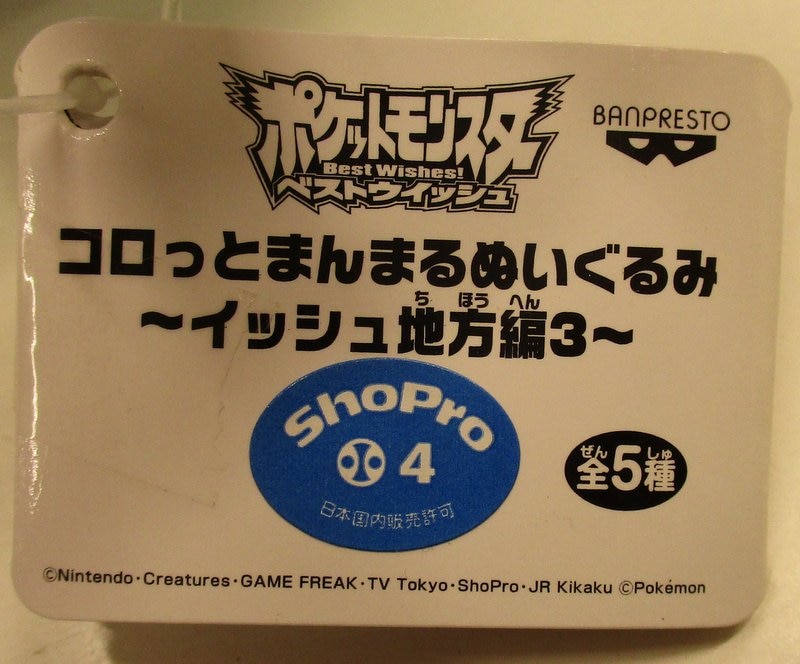 ポケットモンスター
Best Wishes!
ベストウイッシュ
BANPRESTO
コロっとまんまるぬいぐるみ
～イッシュ地方編3～
ち ほう へん
ShoPro
4
日本国内販売許可
ぜん しゅ
全5種
©Nintendo･Creatures･GAME FREAK･TV Tokyo･ShoPro･JR Kikaku ©Pokémon